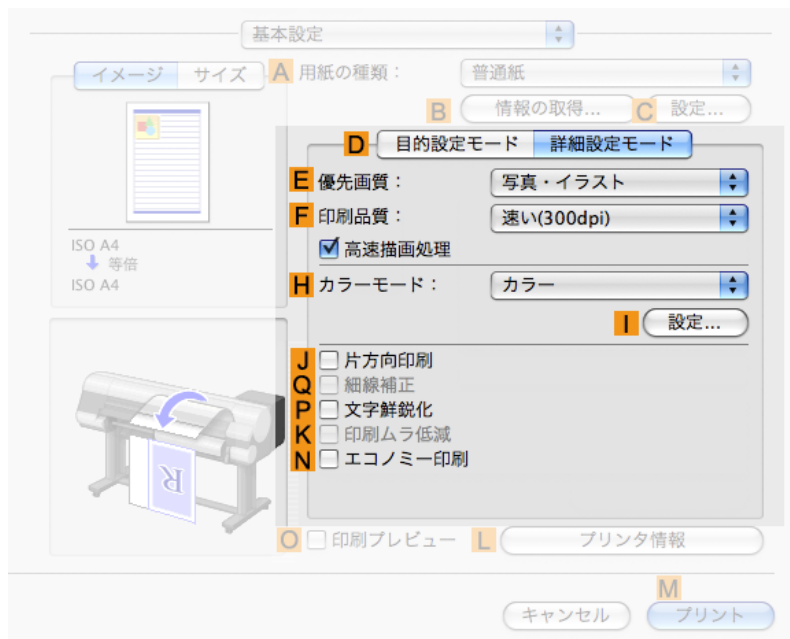 基本設定
イメージ サイズ A 用紙の種類： 普通紙
B 情報の取得... C 設定...
D 目的設定モード 詳細設定モード
E 優先画質： 写真・イラスト
F 印刷品質： 速い(300dpi)
高速描画処理
ISO A4
等倍
ISO A4
H カラーモード： カラー
I 設定...
J 片方向印刷
Q 細線補正
P 文字鮮鋭化
K 印刷ムラ低減
N エコノミー印刷
R
O 印刷プレビュー L プリンタ情報
M
キャンセル プリント